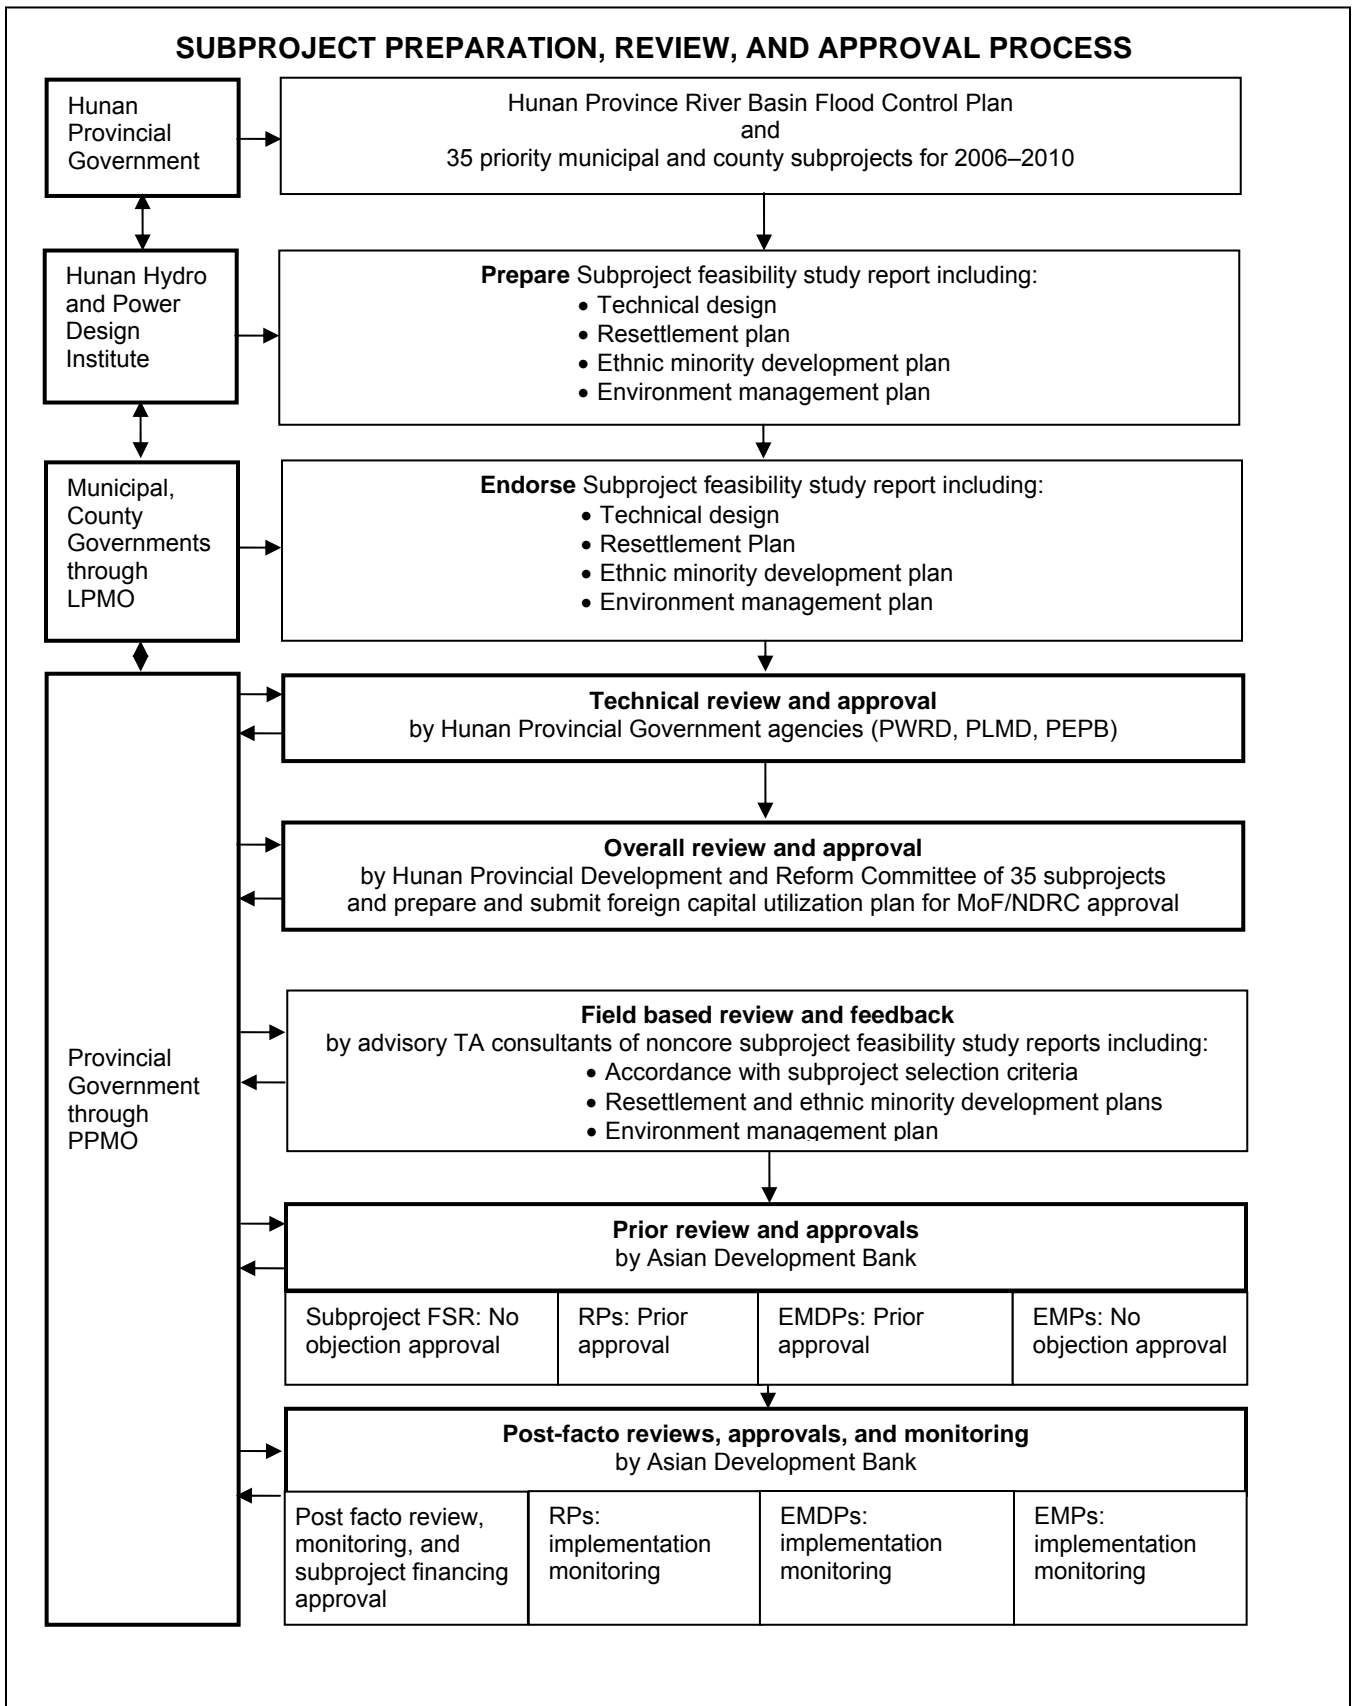 SUBPROJECT PREPARATION, REVIEW, AND APPROVAL PROCESS
Hunan
Provincial
Government
Hunan Province River Basin Flood Control Plan
and
35 priority municipal and county subprojects for 2006–2010
Hunan Hydro
and Power
Design
Institute
Prepare Subproject feasibility study report including:
• Technical design
• Resettlement plan
• Ethnic minority development plan
• Environment management plan
Municipal,
County
Governments
through
LPMO
Endorse Subproject feasibility study report including:
• Technical design
• Resettlement Plan
• Ethnic minority development plan
• Environment management plan
Technical review and approval
by Hunan Provincial Government agencies (PWRD, PLMD, PEPB)
Overall review and approval
by Hunan Provincial Development and Reform Committee of 35 subprojects
and prepare and submit foreign capital utilization plan for MoF/NDRC approval
Provincial
Government
through
PPMO
Field based review and feedback
by advisory TA consultants of noncore subproject feasibility study reports including:
• Accordance with subproject selection criteria
• Resettlement and ethnic minority development plans
• Environment management plan
Prior review and approvals
by Asian Development Bank
Subproject FSR: No
objection approval
RPs: Prior
approval
EMDPs: Prior
approval
EMPs: No
objection approval
Post-facto reviews, approvals, and monitoring
by Asian Development Bank
Post facto review,
monitoring, and
subproject financing
approval
RPs:
implementation
monitoring
EMDPs:
implementation
monitoring
EMPs:
implementation
monitoring